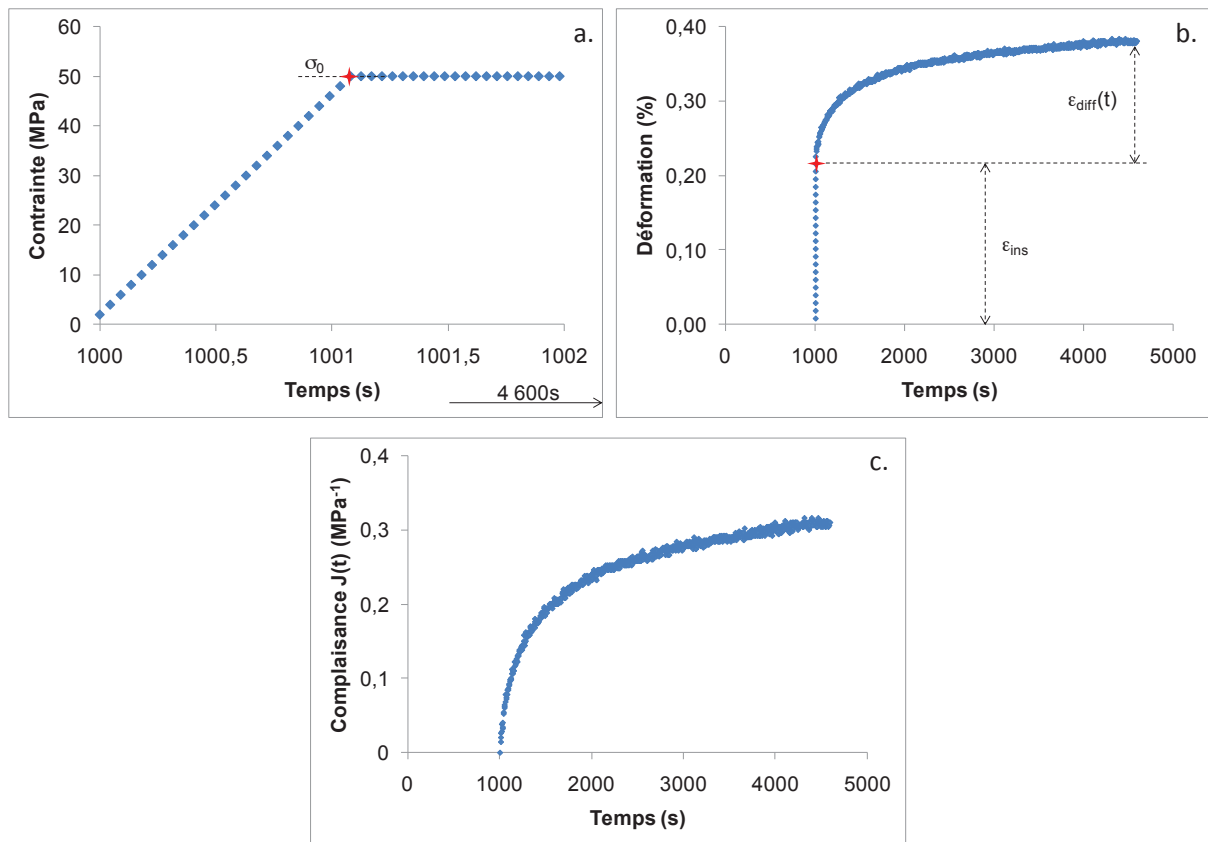 a.
60
50
40
30
20
10
0
Contrainte (MPa)
σ0
1000 1000,5 1001 1001,5 1002
Temps (s)
4 600s
b.
0,40
0,30
0,20
0,10
0,00
Déformation (%)
εdiff(t)
εins
0 1000 2000 3000 4000 5000
Temps (s)
c.
0,4
0,3
0,2
0,1
0
Complaisance J(t) (MPa-1)
0 1000 2000 3000 4000 5000
Temps (s)